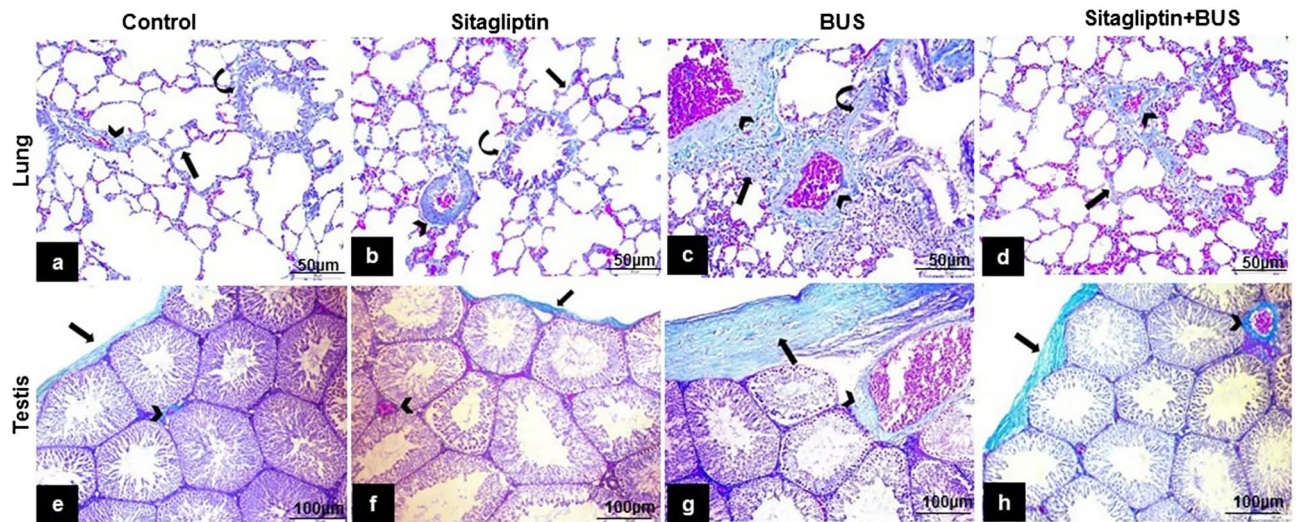 Control Sitagliptin BUS Sitagliptin+BUS
Lung
a 50µm b 50µm c 50µm d 50µm
Testis
e 100µm f 100µm g 100µm h 100µm